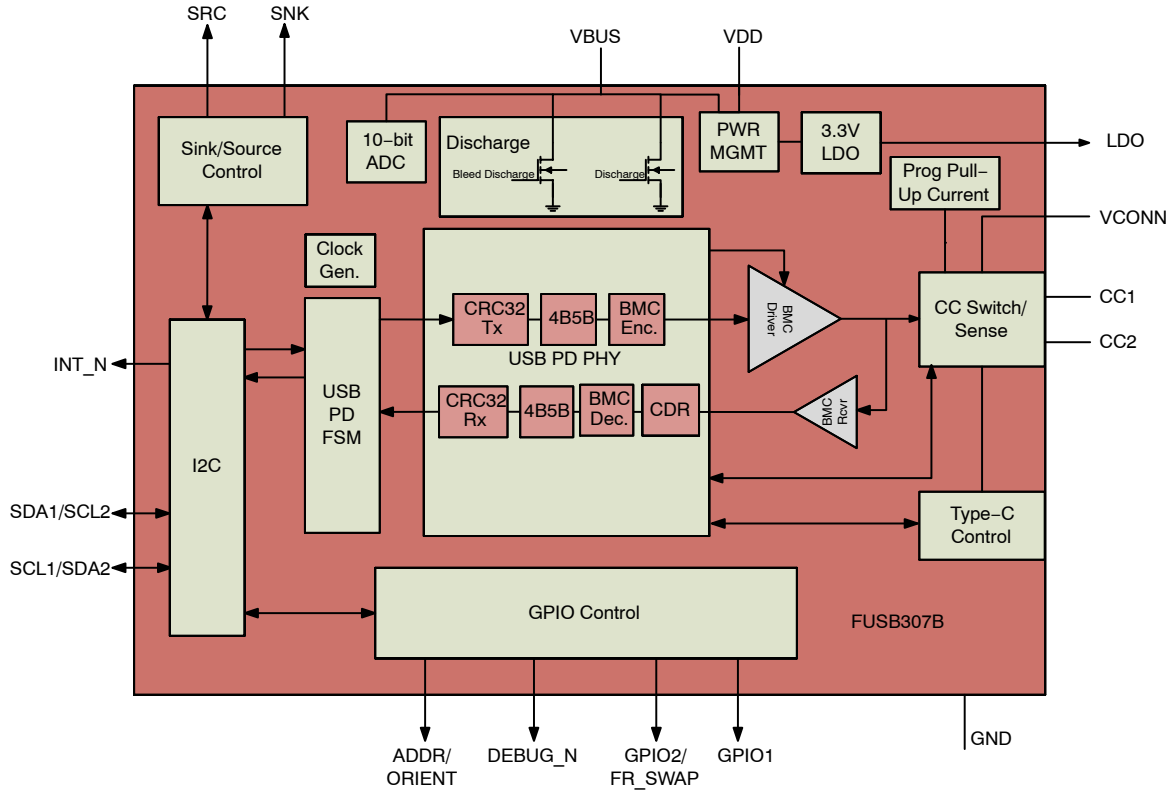 SRC
SNK
VBUS
VDD
Sink/Source
Control
10-bit
ADC
Discharge
Bleed Discharge
Discharge
PWR
MGMT
3.3V
LDO
LDO
Prog Pull-
Up Current
VCONN
Clock
Gen.
CRC32
Tx
4B5B
BMC
Enc.
USB PD PHY
BMC
Driver
CC Switch/
Sense
CC1
CC2
INT_N
USB
PD
FSM
CRC32
Rx
4B5B
BMC
Dec.
CDR
BMC
Rcvr
I2C
SDA1/SCL2
SCL1/SDA2
Type-C
Control
GPIO Control
FUSB307B
ADDR/
ORIENT
DEBUG_N
GPIO2/
FR_SWAP
GPIO1
GND